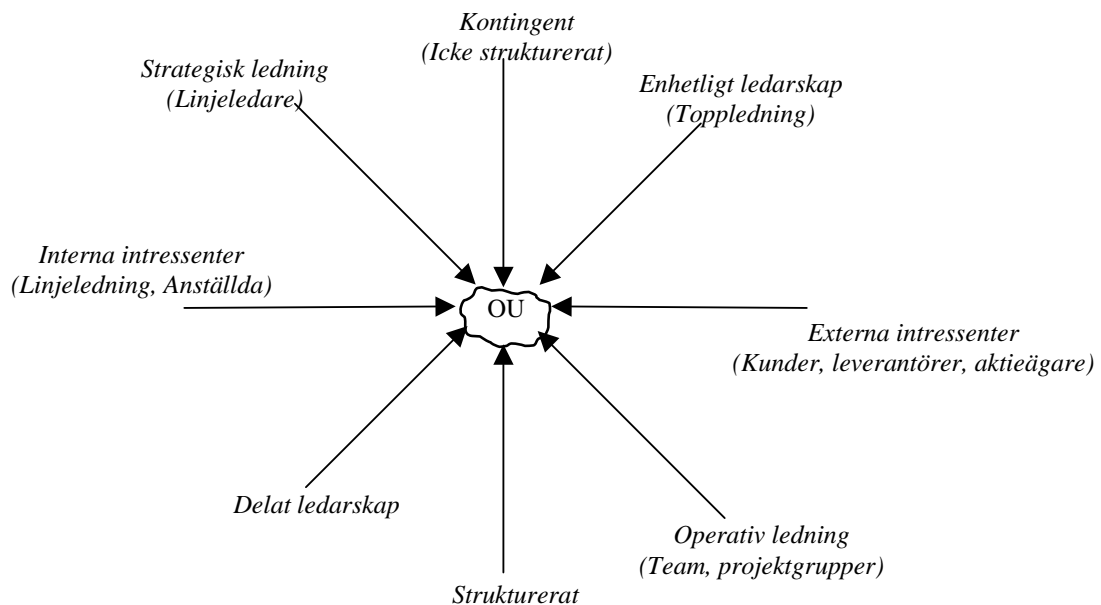 Kontingent
(Icke strukturerat)
Strategisk ledning
(Linjeledare)
Enhetligt ledarskap
(Toppledning)
Interna intressenter
(Linjeledning, Anställda)
OU
Externa intressenter
(Kunder, leverantörer, aktieägare)
Delat ledarskap
Operativ ledning
(Team, projektgrupper)
Strukturerat